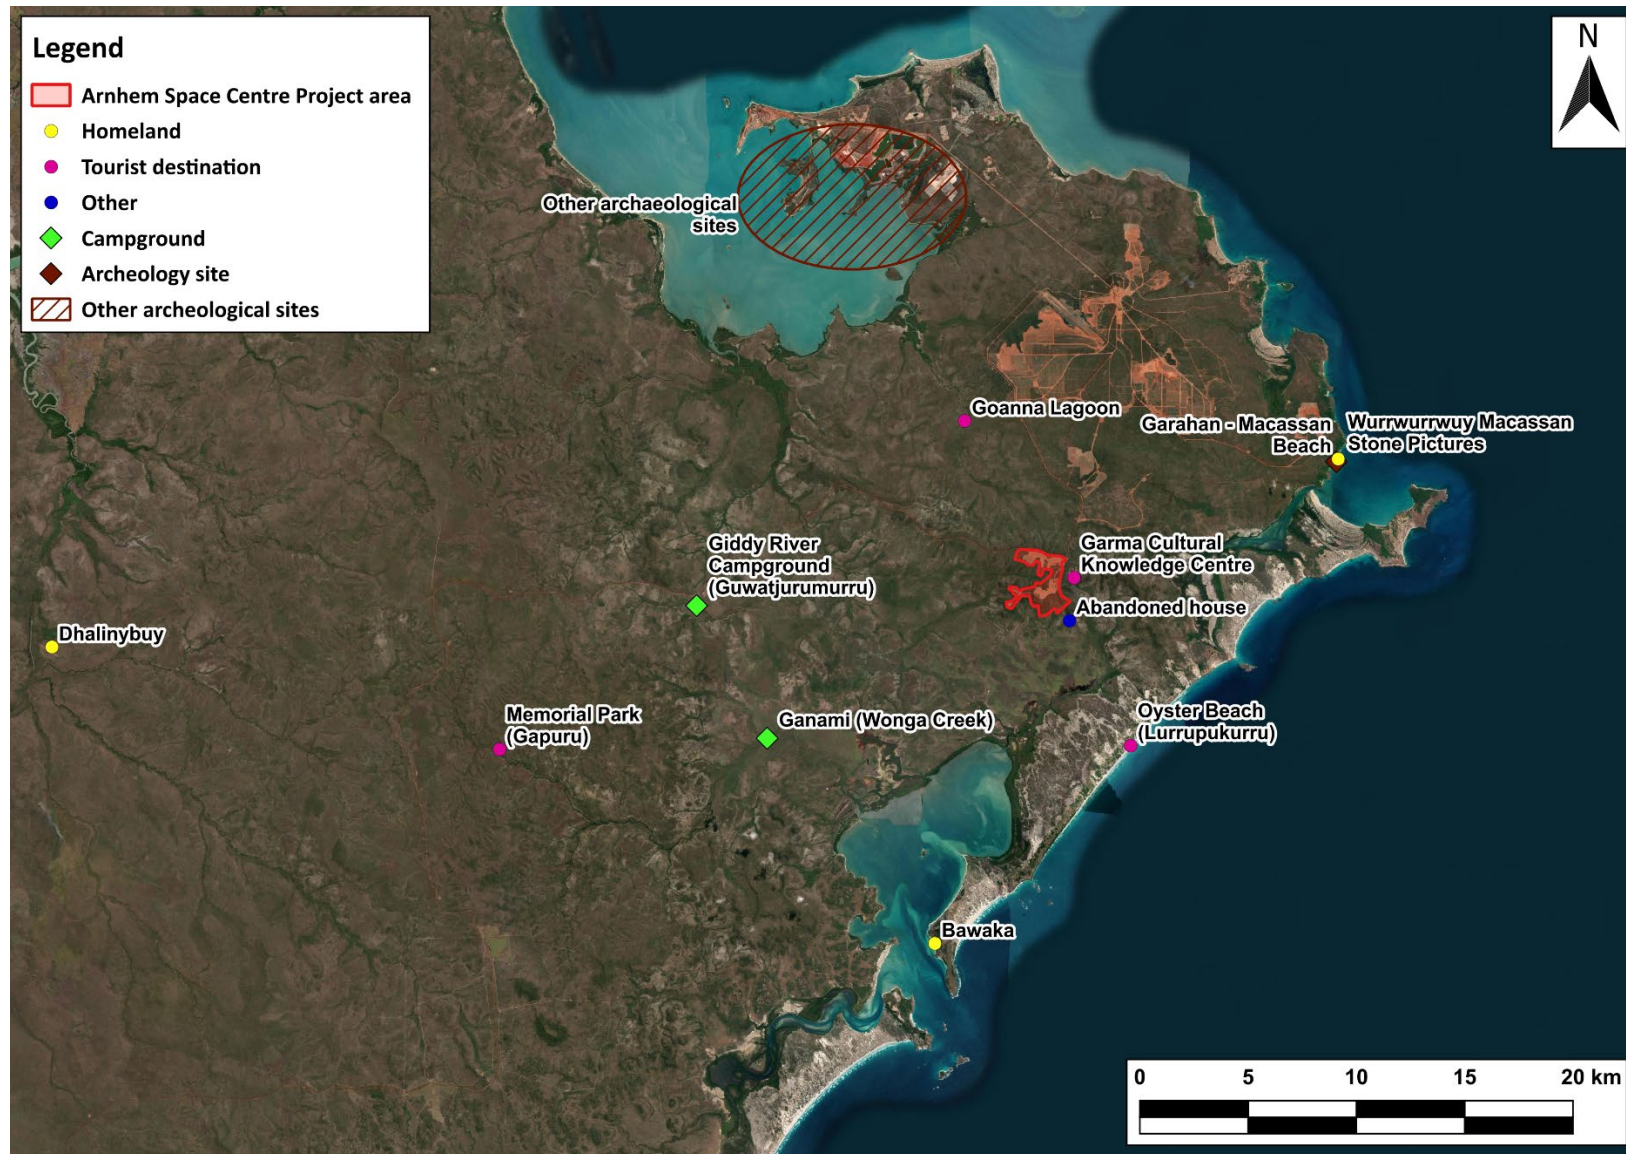 Legend
Arnhem Space Centre Project area
Homeland
Tourist destination
Other
Campground
Archeology site
Other archeological sites
N
Other archaeological
sites
Goanna Lagoon
Garahan - Macassan
Beach
Wurrwurrwuy Macassan
Stone Pictures
Giddy River
Campground
(Guwatjurumurru)
Garma Cultural
Knowledge Centre
Abandoned house
Dhalinybuy
Memorial Park
(Gapuru)
Ganami (Wonga Creek)
Oyster Beach
(Lurrupukurru)
Bawaka
0 5 10 15 20 km